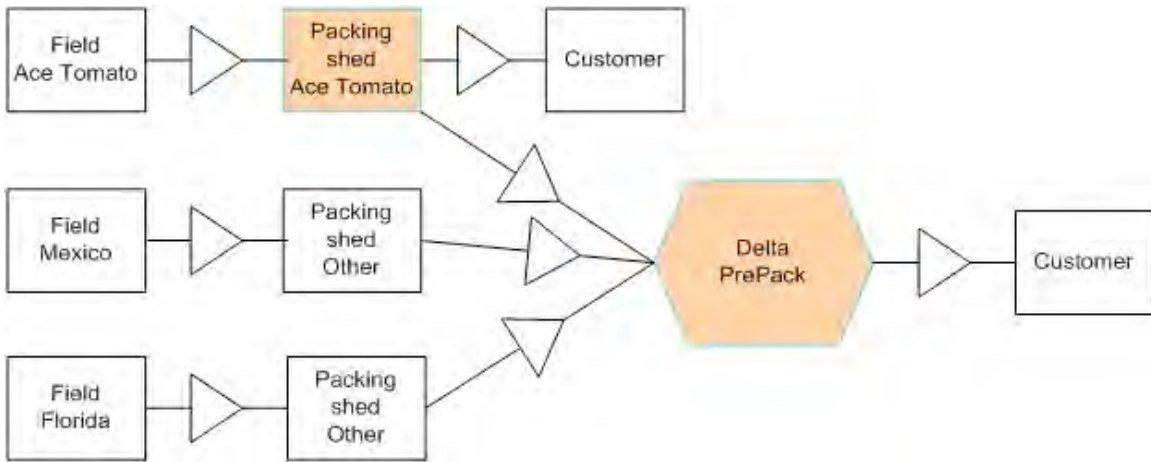 Field
Ace Tomato
Packing
shed
Ace Tomato
Customer
Field
Mexico
Packing
shed
Other
Delta
PrePack
Customer
Field
Florida
Packing
shed
Other